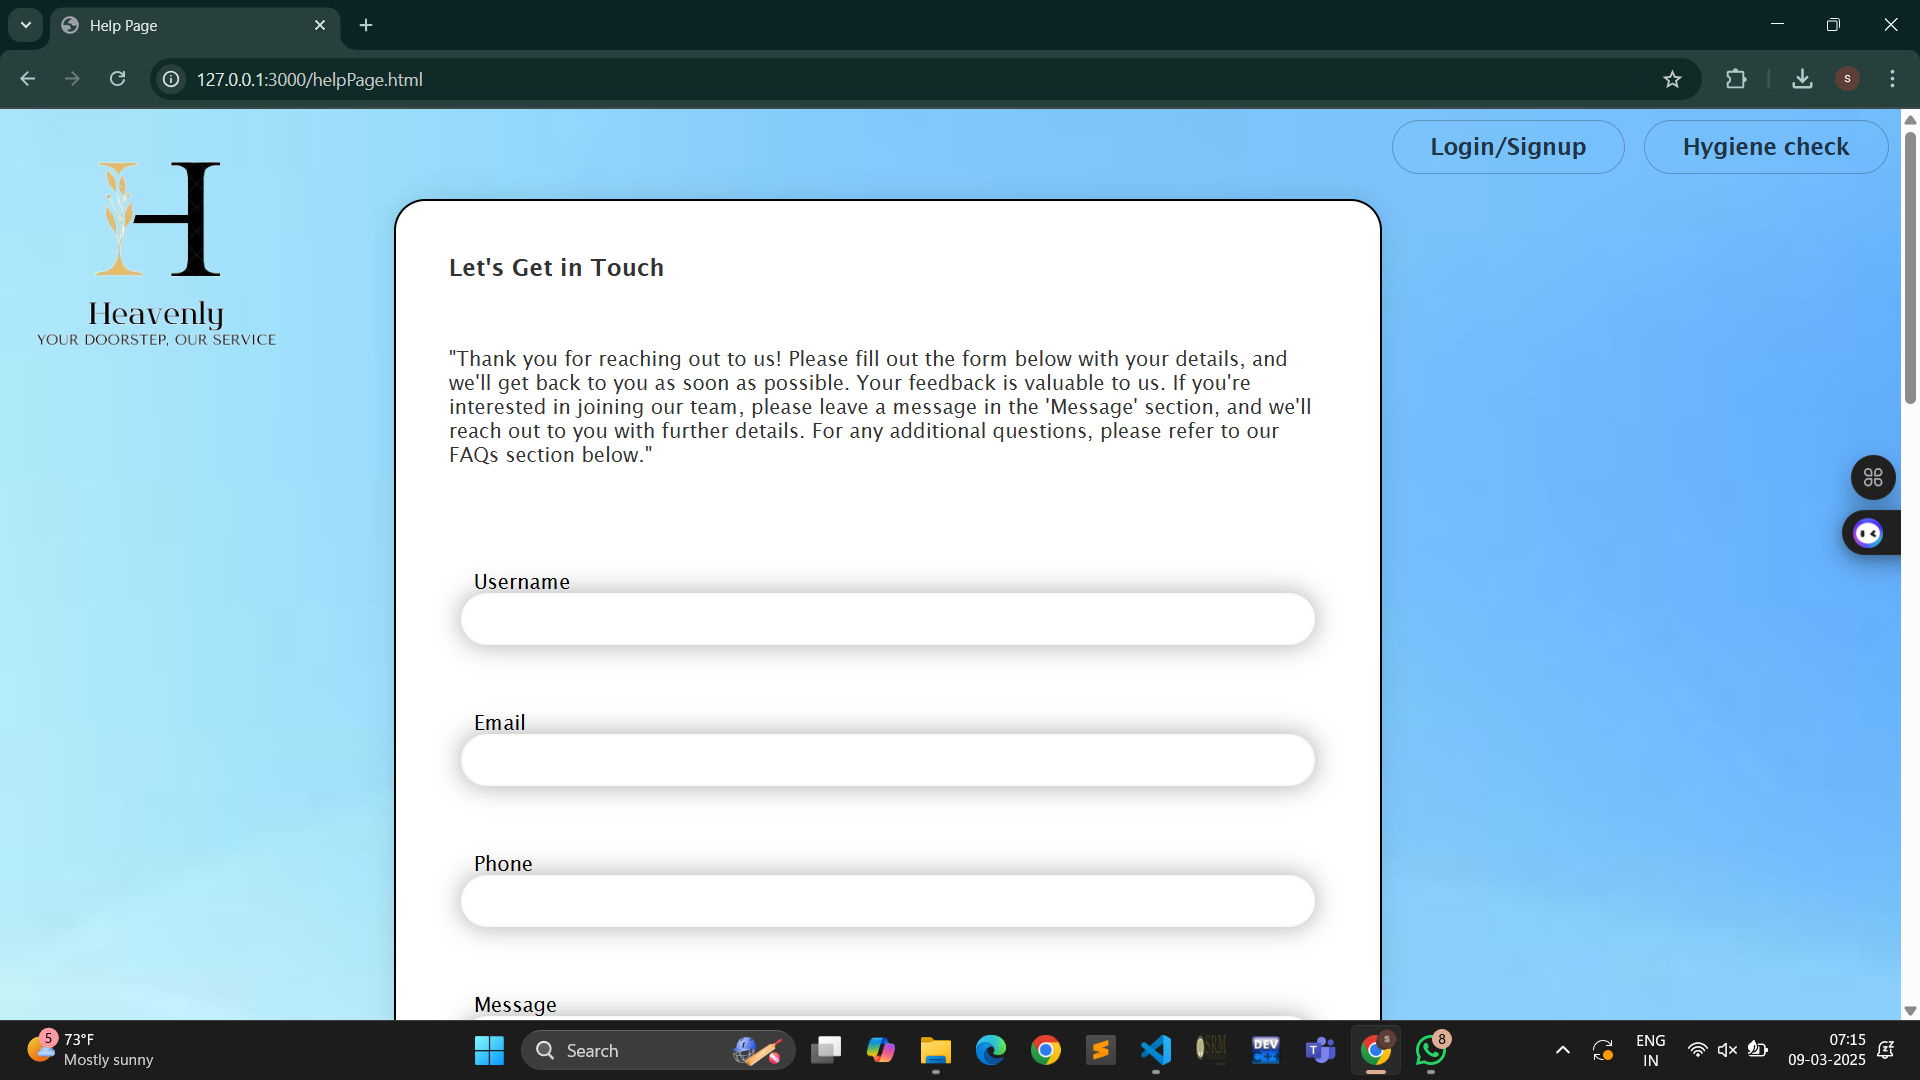 Help Page
127.0.0.1:3000/helpPage.html
S
Login/Signup
Hygiene check
H
Heavenly
YOUR DOORSTEP, OUR SERVICE
Let's Get in Touch
"Thank you for reaching out to us! Please fill out the form below with your details, and
we'll get back to you as soon as possible. Your feedback is valuable to us. If you're
interested in joining our team, please leave a message in the 'Message' section, and we'll
reach out to you with further details. For any additional questions, please refer to our
FAQs section below."
Username
Email
Phone
Message
5
73°F
Mostly sunny
Search
SRM
DEV
C++
T
S
8
ENG
IN
07:15
09-03-2025